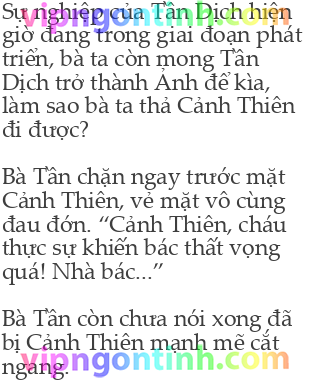 Sự nghiệp của Tần Dịch hiện
giờ đang trong giai đoạn phát
triển, bà ta còn mong Tần
Dịch trở thành Ảnh đế kìa,
làm sao bà ta thả Cảnh Thiên
đi được?
Bà Tần chặn ngay trước mặt
Cảnh Thiên, vẻ mặt vô cùng
đau đớn. “Cảnh Thiên, cháu
thực sự khiến bác thất vọng
quá! Nhà bác...”
Bà Tần còn chưa nói xong đã
bị Cảnh Thiên mạnh mẽ cắt
ngang.
vipngontinh.com
vipngontinh.com